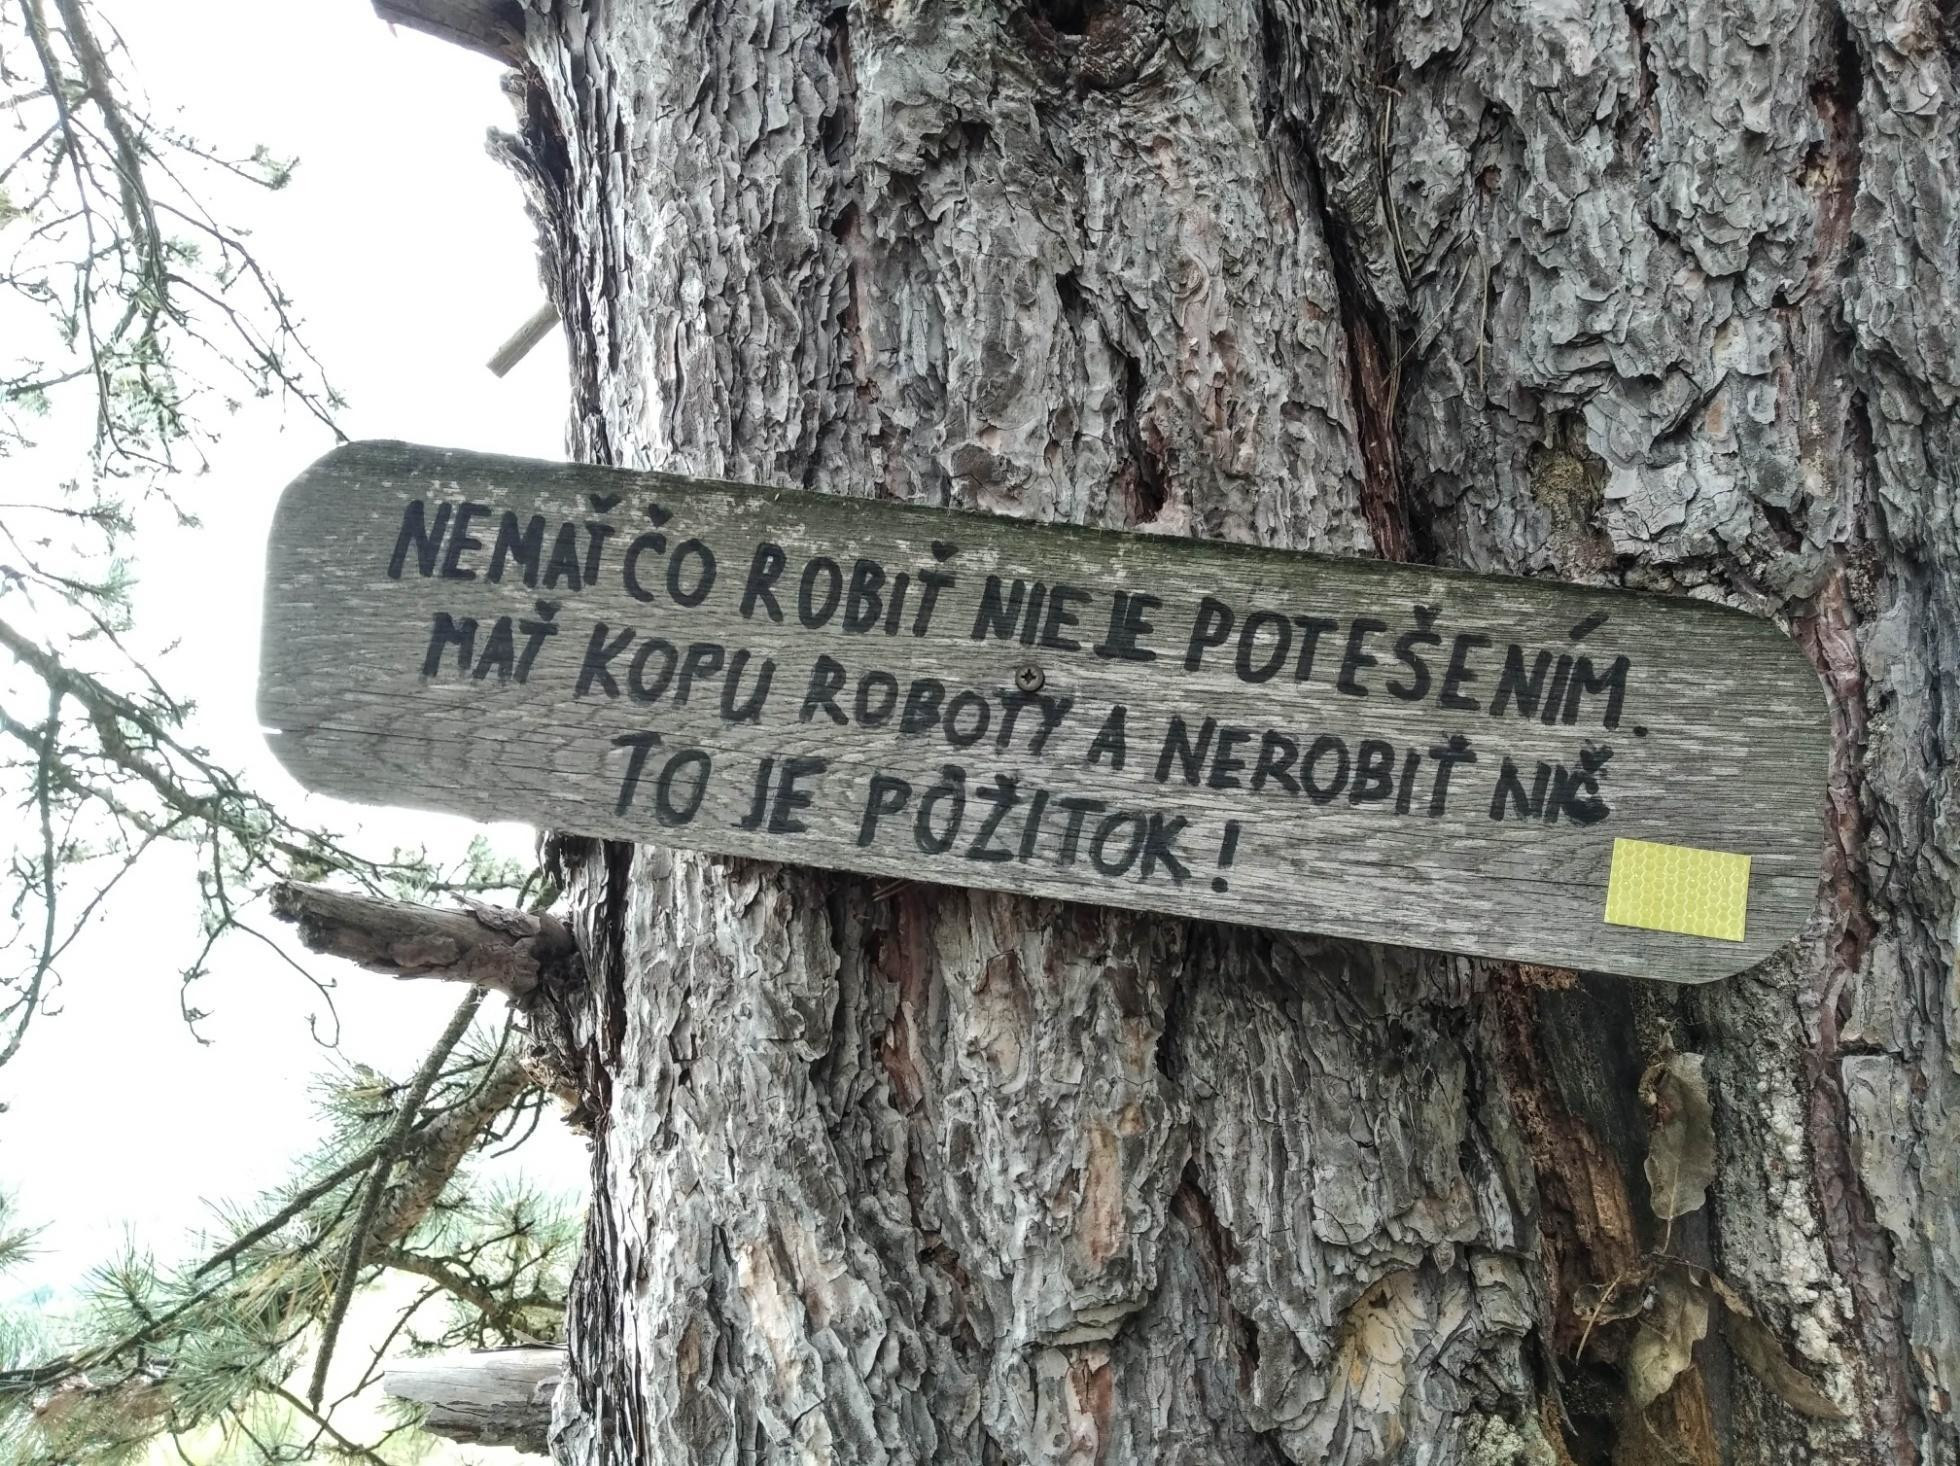 NEMAŤ ČO ROBIŤ NIE JE POTEŠENÍM.
MAŤ KOPU ROBOTY A NEROBIŤ NIČ
TO JE PÔŽITOK!